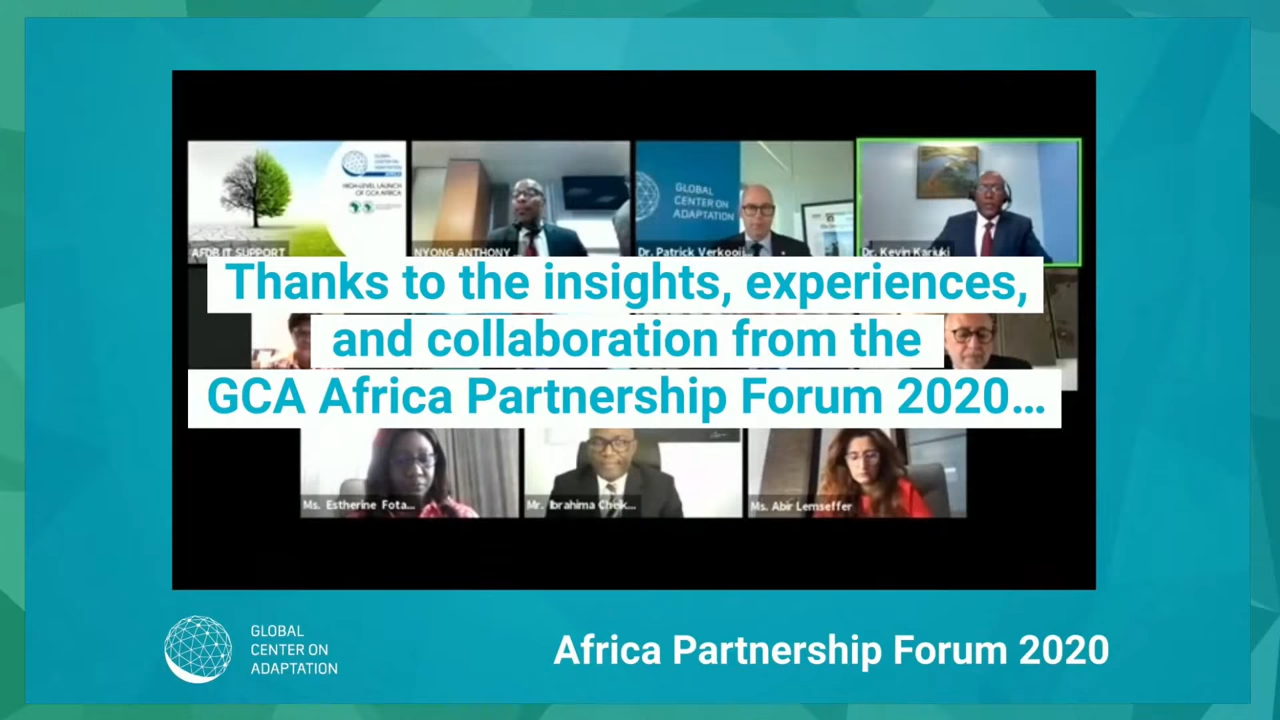 GLOBAL
CENTER ON
ADAPTATION
AFRICA
HIGH-LEVEL LAUNCH
OF GCA AFRICA
AFDB IT SUPPORT
NYONG ANTHONY ...
GLOBAL
CENTER ON
ADAPTATION
Dr. Patrick Verkooij...
Dr. Kevin Kariuki
Thanks to the insights, experiences,
and collaboration from the
GCA Africa Partnership Forum 2020...
Ms. Estherine Fota...
Mr. Ibrahima Cheik...
Ms. Abir Lemseffer
GLOBAL
CENTER ON
ADAPTATION
Africa Partnership Forum 2020